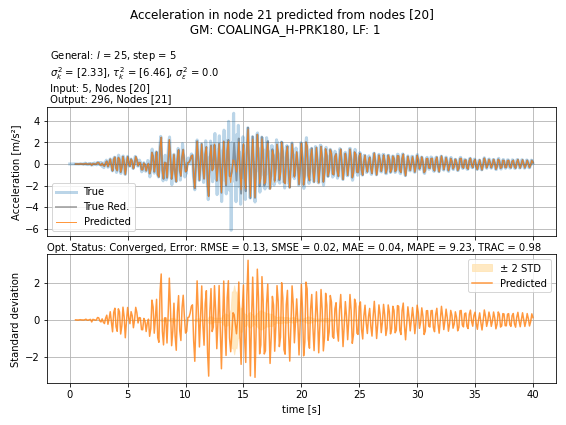 Acceleration in node 21 predicted from nodes [20]
GM: COALINGA_H-PRK180, LF: 1
General: l = 25, step = 5
σ²ₖ = [2.33], τ²ₖ = [6.46], σ²ε = 0.0
Input: 5, Nodes [20]
Output: 296, Nodes [21]
Acceleration [m/s²]
4
2
0
−2
−4
−6
True
True Red.
Predicted
Opt. Status: Converged, Error: RMSE = 0.13, SMSE = 0.02, MAE = 0.04, MAPE = 9.23, TRAC = 0.98
Standard deviation
2
0
−2
± 2 STD
Predicted
0 5 10 15 20 25 30 35 40
time [s]